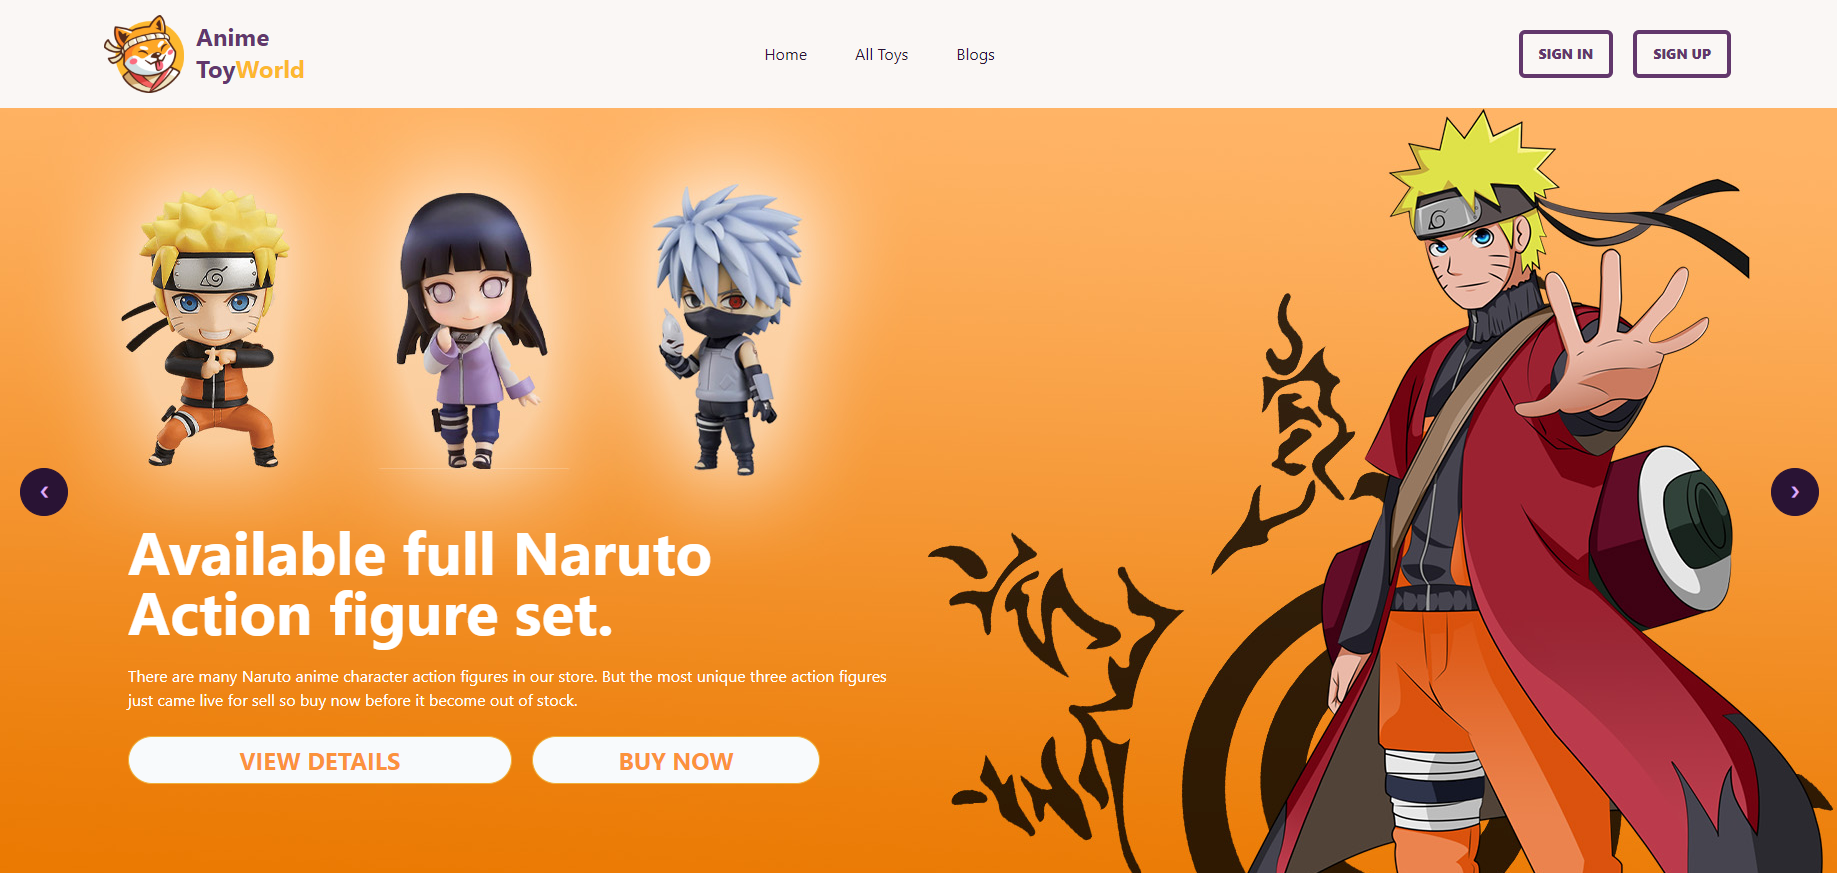 Anime
ToyWorld
Home
All Toys
Blogs
SIGN IN
SIGN UP
❮
❯
Available full Naruto
Action figure set.
There are many Naruto anime character action figures in our store. But the most unique three action figures
just came live for sell so buy now before it become out of stock.
VIEW DETAILS
BUY NOW